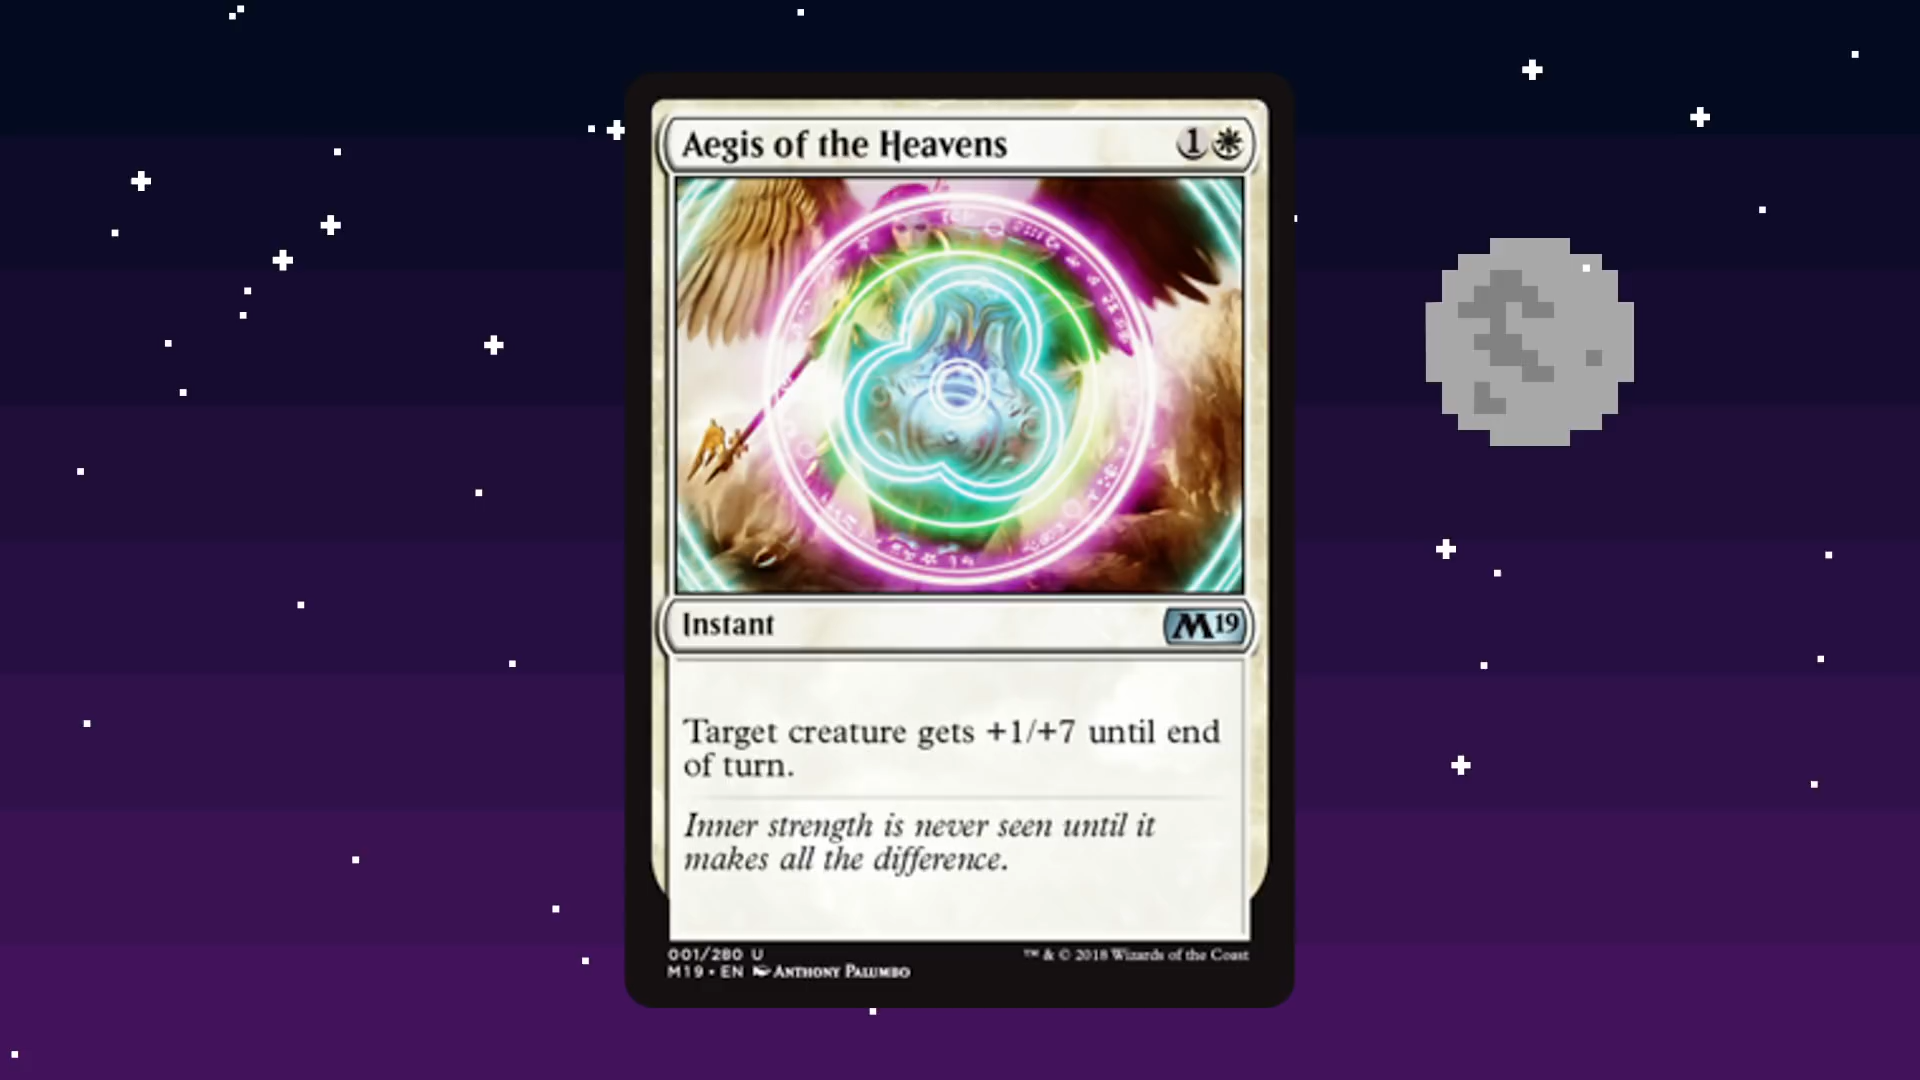 Aegis of the Heavens 1
Instant M19
Target creature gets +1/+7 until end
of turn.
Inner strength is never seen until it
makes all the difference.
001/280 U ™ & © 2018 Wizards of the Coast
M19 • EN Anthony Palumbo